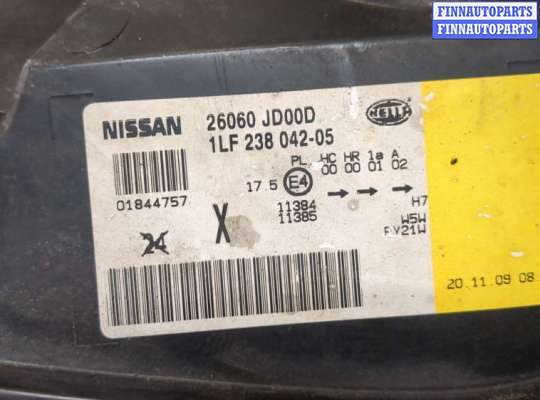 FINNAUTOPARTS
FINNAUTOPARTS
NISSAN
26060 JD00D
1LF 238 042-05
HELLA
PL HC HR 1a A
00 00 01 02
17.5
E4
01844757
11384
11385
H7
W5W
PY21W
24
X
20.11.09 08.